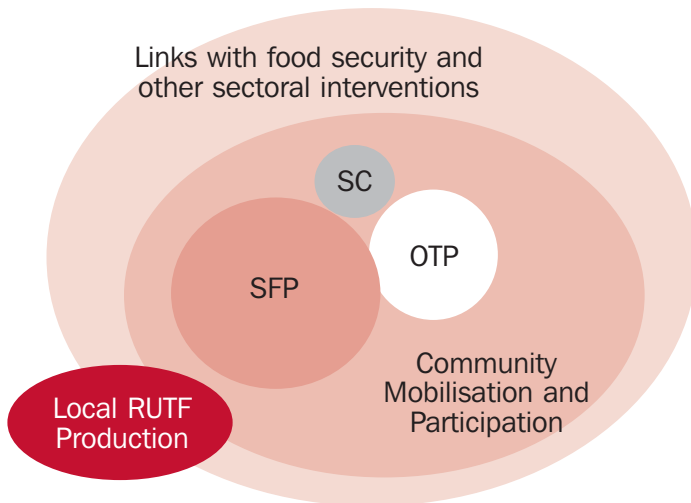 Links with food security and
other sectoral interventions
SC
OTP
SFP
Community
Mobilisation and
Participation
Local RUTF
Production